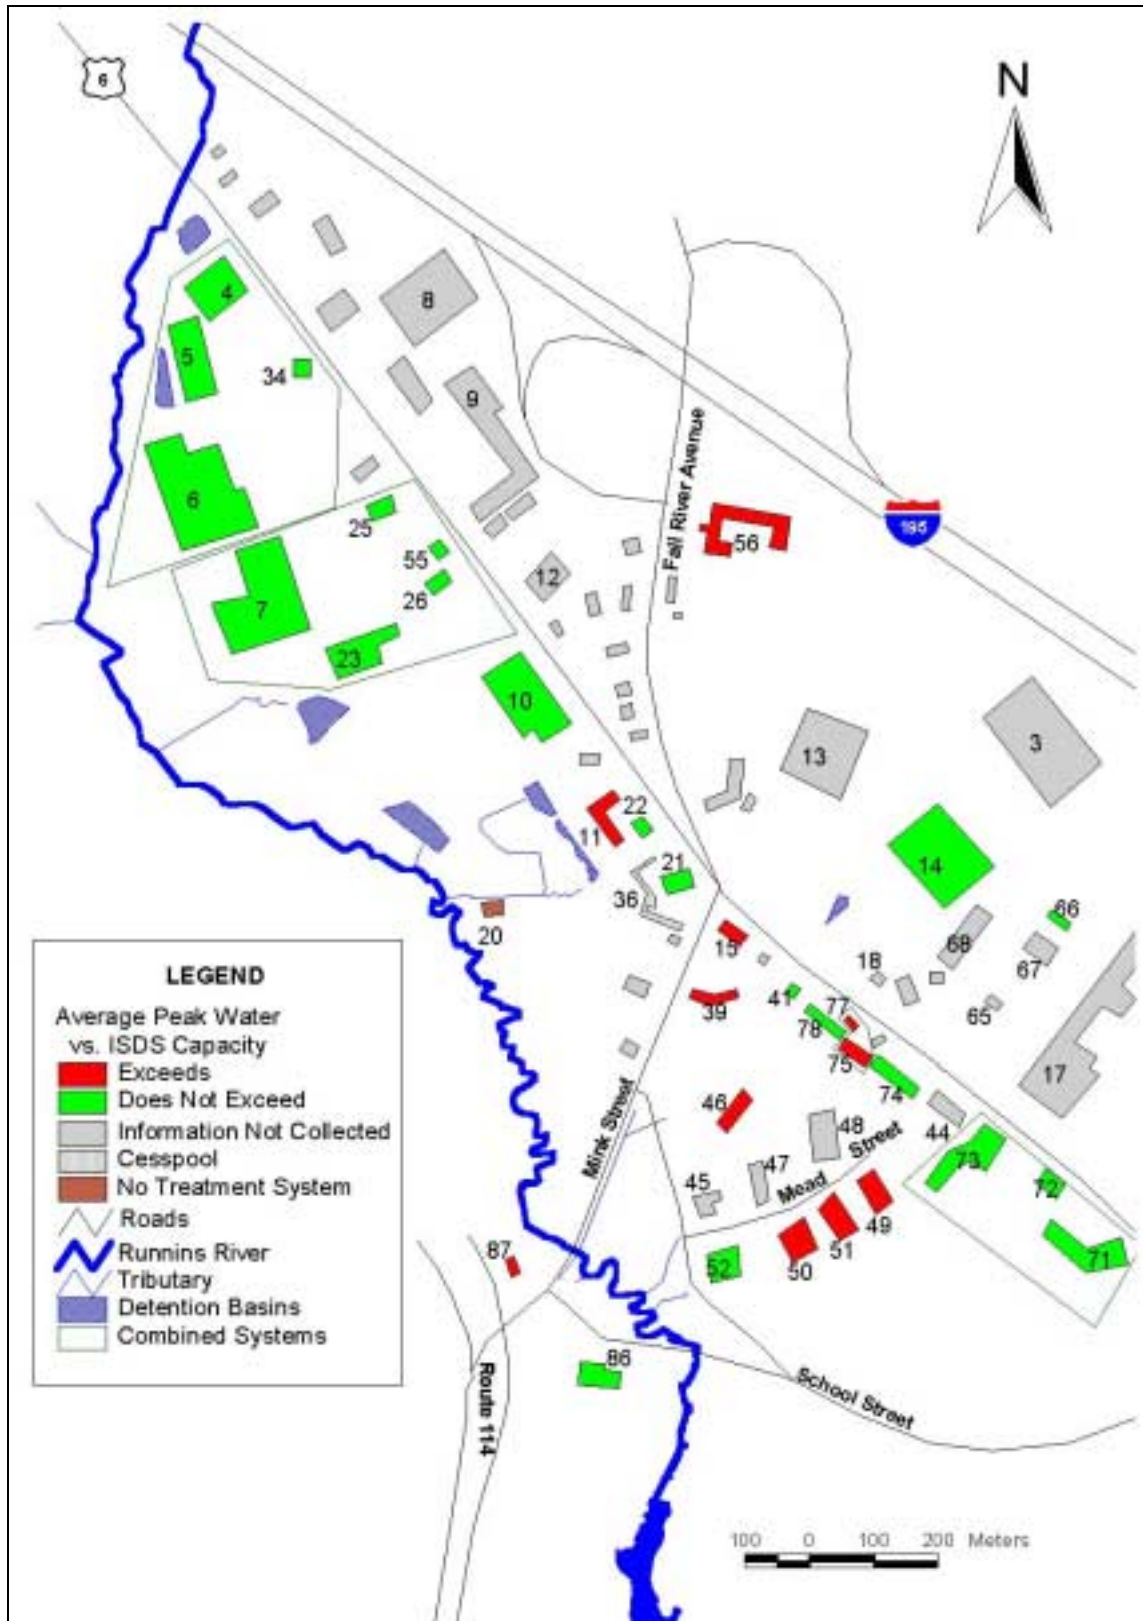 6
N
4
5
34
8
9
6
25
55
26
7
23
12
Fall River Avenue
56
195
10
13
3
11
22
21
36
14
20
15
18
68
66
67
65
39
41
78
77
75
74
17
Mink Street
46
48
44
45
47
Mead Street
73
72
49
51
50
52
71
87
86
Route 114
School Street
LEGEND
Average Peak Water
vs. ISDS Capacity
Exceeds
Does Not Exceed
Information Not Collected
Cesspool
No Treatment System
Roads
Runnins River
Tributary
Detention Basins
Combined Systems
100 0 100 200 Meters